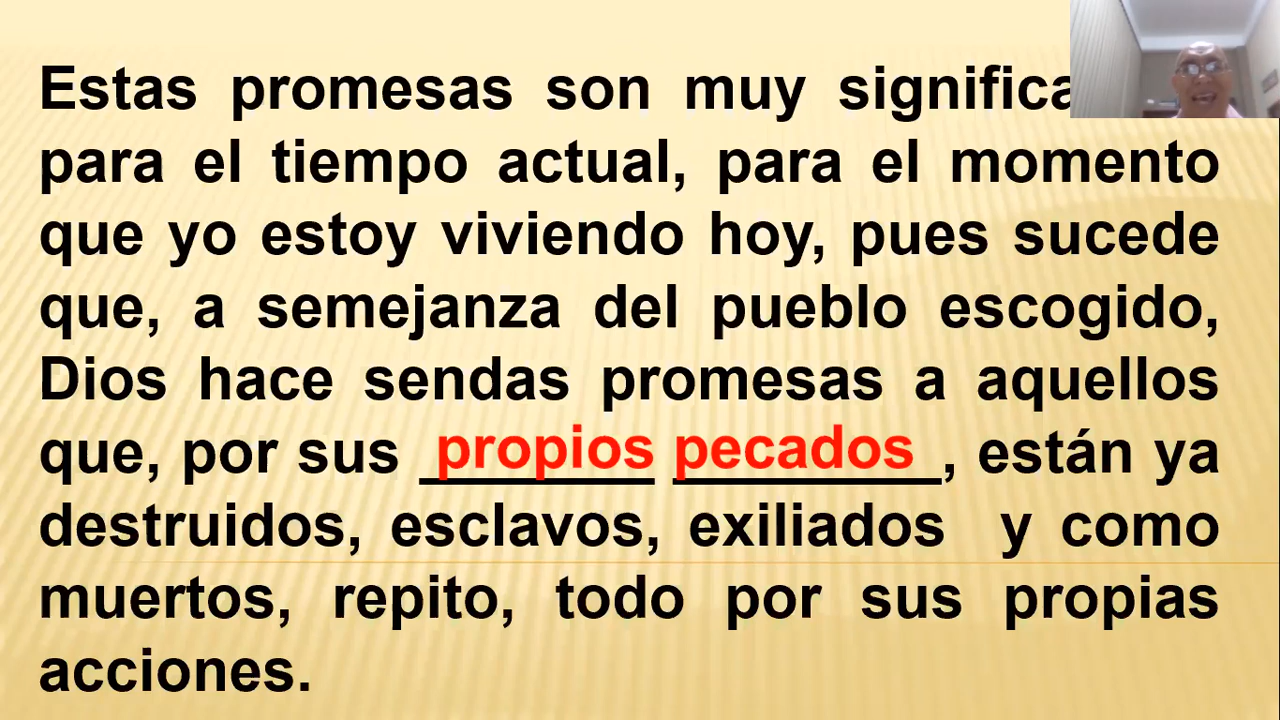 Estas promesas son muy
para el tiempo actual, para el momento
que yo estoy viviendo hoy, pues sucede
que, a semejanza del pueblo escogido,
Dios hace sendas promesas a aquellos
que, por sus propios pecados, están ya
destruidos, esclavos, exiliados y como
muertos, repito, todo por sus propias
acciones.